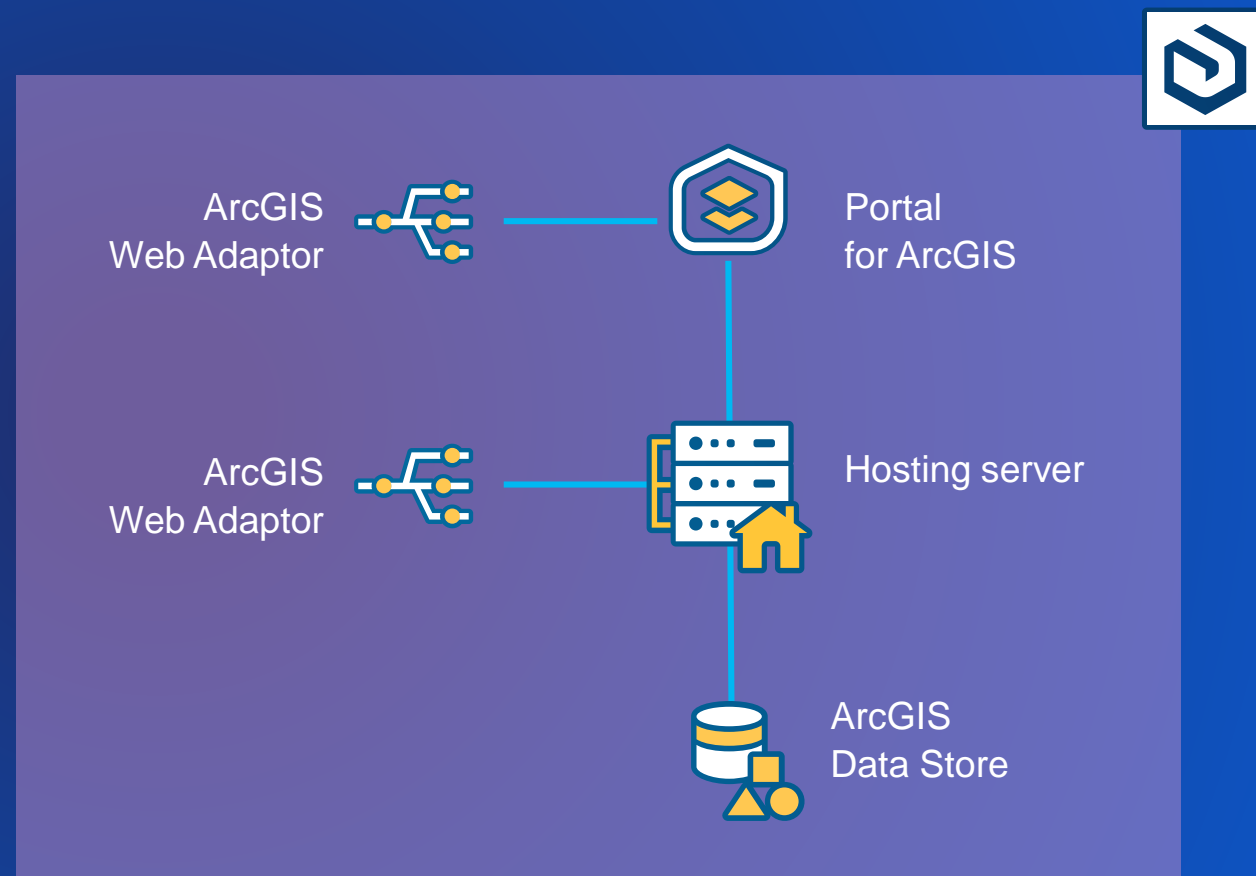 ArcGIS
Web Adaptor
Portal
for ArcGIS
ArcGIS
Web Adaptor
Hosting server
ArcGIS
Data Store